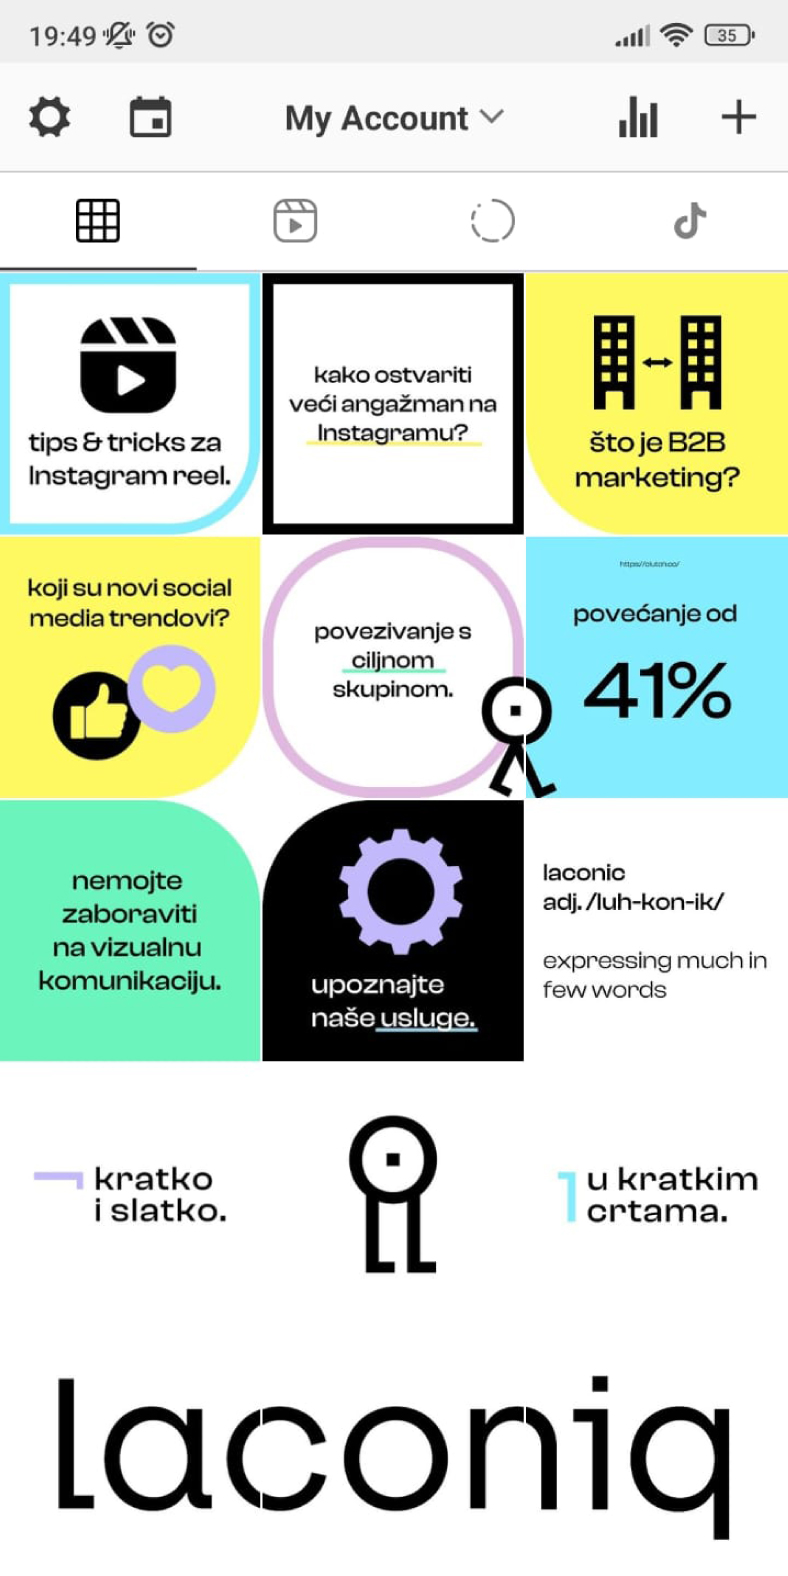 19:49
35
My Account
tips & tricks za
Instagram reel.
kako ostvariti
veći angažman na
Instagramu?
što je B2B
marketing?
koji su novi social
media trendovi?
povezivanje s
ciljnom
skupinom.
povećanje od
41%
nemojte
zaboraviti
na vizualnu
komunikaciju.
upoznajte
naše usluge.
laconic
adj. /luh-kon-ik/
expressing much in
few words
kratko
i slatko.
u kratkim
crtama.
laconiq